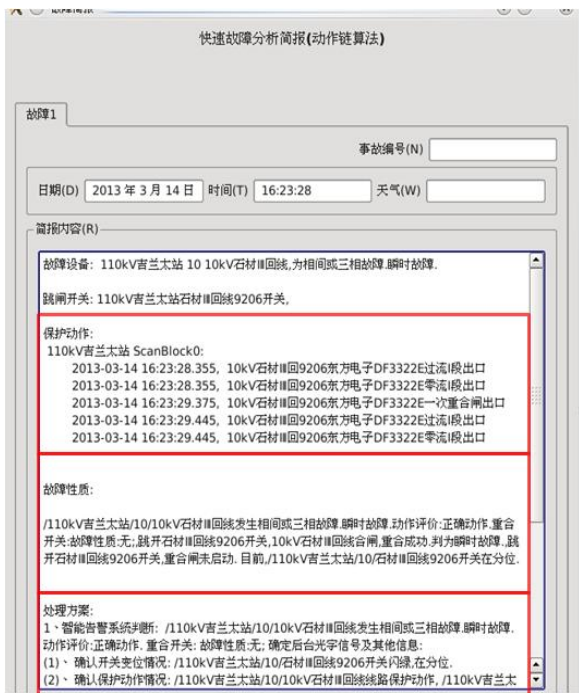 快速故障分析简报(动作链算法)
故障1
事故编号(N)
日期(D) 2013 年 3 月 14 日 时间(T) 16:23:28 天气(W)
简报内容(R)
故障设备: 110kV吉兰太站 10 10kV石材Ⅲ回线,为相间或三相故障.瞬时故障.
跳闸开关: 110kV吉兰太站石材Ⅲ回线9206开关,
保护动作:
110kV吉兰太站 ScanBlock0:
2013-03-14 16:23:28.355, 10kV石材Ⅲ回9206东方电子DF3322E过流Ⅰ段出口
2013-03-14 16:23:28.355, 10kV石材Ⅲ回9206东方电子DF3322E零流Ⅰ段出口
2013-03-14 16:23:29.375, 10kV石材Ⅲ回9206东方电子DF3322E一次重合闸出口
2013-03-14 16:23:29.445, 10kV石材Ⅲ回9206东方电子DF3322E过流Ⅰ段出口
2013-03-14 16:23:29.445, 10kV石材Ⅲ回9206东方电子DF3322E零流Ⅰ段出口
故障性质:
/110kV吉兰太站/10/10kV石材Ⅲ回线发生相间或三相故障.瞬时故障.动作评价:正确动作.重合
开关:故障性质:无;,跳开石材Ⅲ回线9206开关,10kV石材Ⅲ回线合闸,重合成功.判为瞬时故障.,跳
开石材Ⅲ回线9206开关,重合闸未启动. 目前,/110kV吉兰太站/10/石材Ⅲ回线9206开关在分位.
处理方案:
1、智能告警系统判断: /110kV吉兰太站/10/10kV石材Ⅲ回线发生相间或三相故障.瞬时故障.
动作评价:正确动作. 重合开关: 故障性质:无; 确定后台光字信号及其他信息:
(1)、 确认开关变位情况: /110kV吉兰太站/10/石材Ⅲ回线9206开关闪绿,在分位.
(2)、 确认保护动作情况: /110kV吉兰太站/10/10kV石材Ⅲ回线线路保护动作, /110kV吉兰太